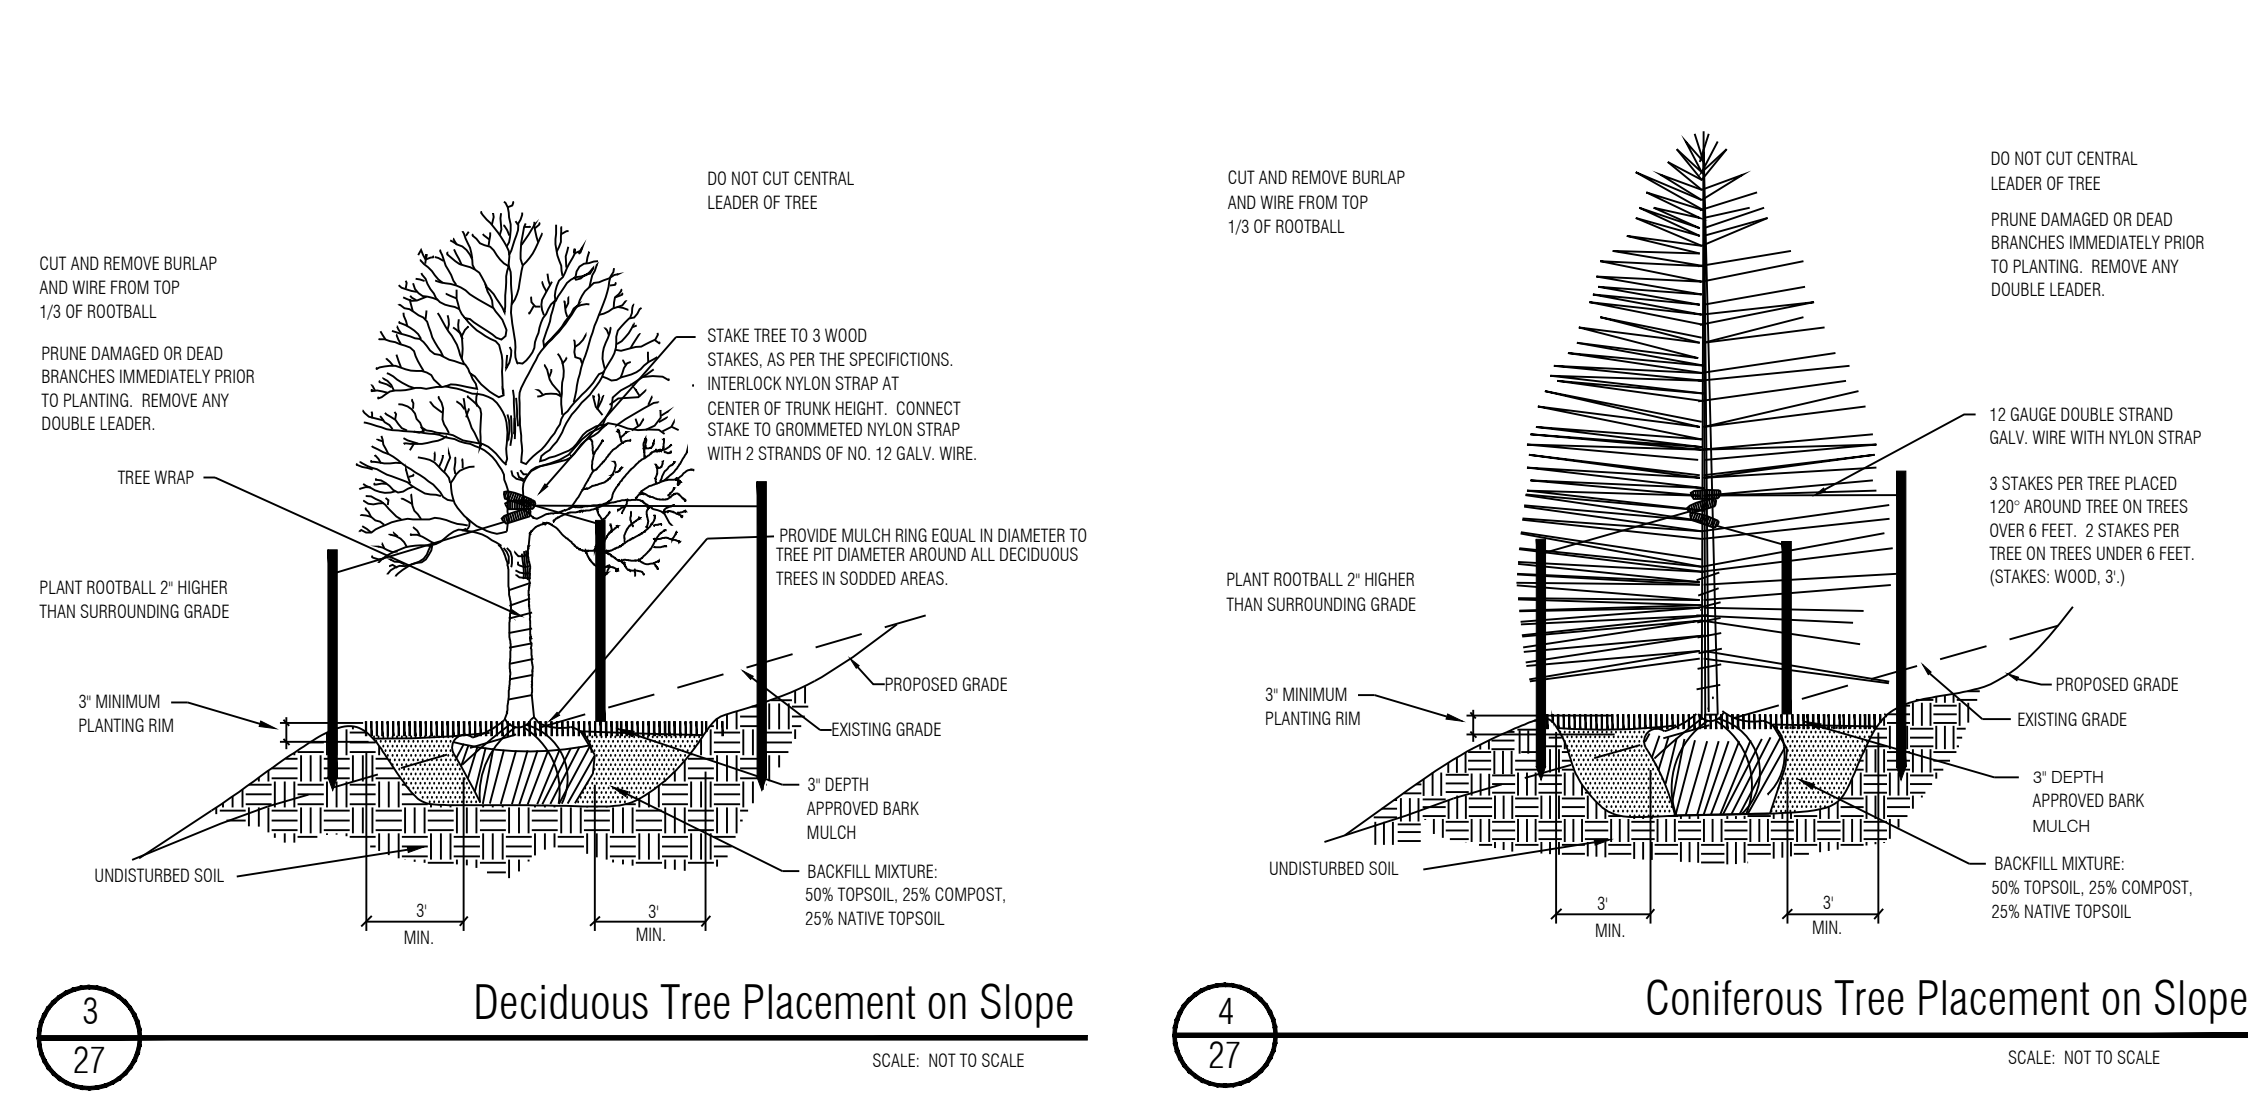 DO NOT CUT CENTRAL
LEADER OF TREE
CUT AND REMOVE BURLAP
AND WIRE FROM TOP
1/3 OF ROOTBALL
PRUNE DAMAGED OR DEAD
BRANCHES IMMEDIATELY PRIOR
TO PLANTING. REMOVE ANY
DOUBLE LEADER.
STAKE TREE TO 3 WOOD
STAKES, AS PER THE SPECIFICTIONS.
INTERLOCK NYLON STRAP AT
CENTER OF TRUNK HEIGHT. CONNECT
STAKE TO GROMMETED NYLON STRAP
WITH 2 STRANDS OF NO. 12 GALV. WIRE.
TREE WRAP
PROVIDE MULCH RING EQUAL IN DIAMETER TO
TREE PIT DIAMETER AROUND ALL DECIDUOUS
TREES IN SODDED AREAS.
PLANT ROOTBALL 2" HIGHER
THAN SURROUNDING GRADE
PROPOSED GRADE
3" MINIMUM
PLANTING RIM
EXISTING GRADE
3" DEPTH
APPROVED BARK
MULCH
UNDISTURBED SOIL
BACKFILL MIXTURE:
50% TOPSOIL, 25% COMPOST,
25% NATIVE TOPSOIL
3'
MIN.
3'
MIN.
3
27
Deciduous Tree Placement on Slope
SCALE: NOT TO SCALE
CUT AND REMOVE BURLAP
AND WIRE FROM TOP
1/3 OF ROOTBALL
DO NOT CUT CENTRAL
LEADER OF TREE
PRUNE DAMAGED OR DEAD
BRANCHES IMMEDIATELY PRIOR
TO PLANTING. REMOVE ANY
DOUBLE LEADER.
12 GAUGE DOUBLE STRAND
GALV. WIRE WITH NYLON STRAP
3 STAKES PER TREE PLACED
120° AROUND TREE ON TREES
OVER 6 FEET. 2 STAKES PER
TREE ON TREES UNDER 6 FEET.
(STAKES: WOOD, 3'.)
PLANT ROOTBALL 2" HIGHER
THAN SURROUNDING GRADE
3" MINIMUM
PLANTING RIM
PROPOSED GRADE
EXISTING GRADE
3" DEPTH
APPROVED BARK
MULCH
UNDISTURBED SOIL
BACKFILL MIXTURE:
50% TOPSOIL, 25% COMPOST,
25% NATIVE TOPSOIL
3'
MIN.
3'
MIN.
4
27
Coniferous Tree Placement on Slope
SCALE: NOT TO SCALE